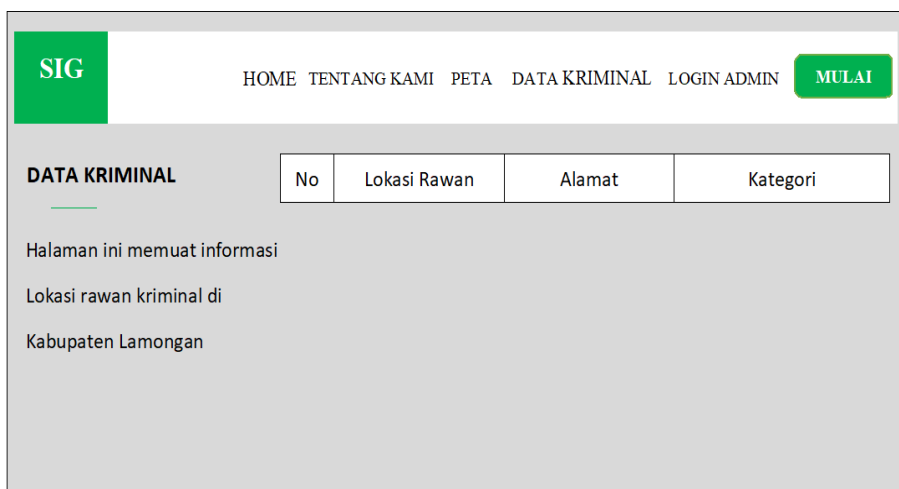 SIG
HOME TENTANG KAMI PETA DATA KRIMINAL LOGIN ADMIN MULAI
DATA KRIMINAL
Halaman ini memuat informasi
Lokasi rawan kriminal di
Kabupaten Lamongan
No Lokasi Rawan Alamat Kategori